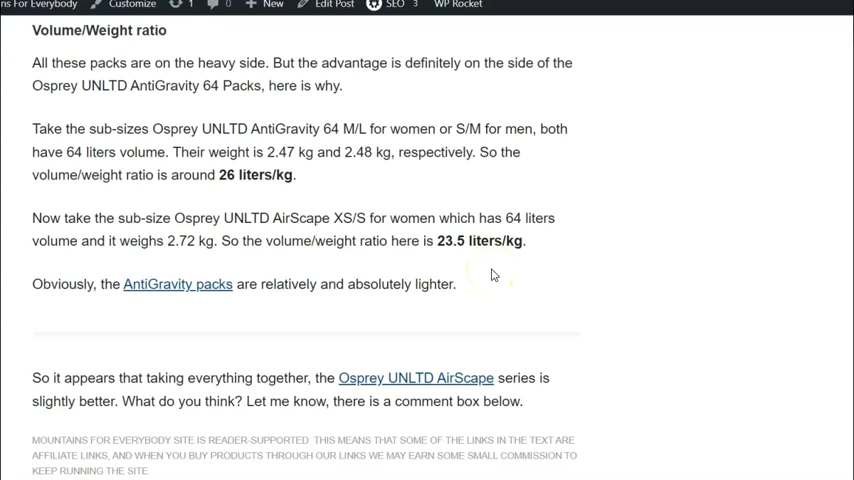 ns For Everybody Customize 1 0 New Edit Post SEO 3 WP Rocket
Volume/Weight ratio
All these packs are on the heavy side. But the advantage is definitely on the side of the
Osprey UNLTD AntiGravity 64 Packs, here is why.
Take the sub-sizes Osprey UNLTD AntiGravity 64 M/L for women or S/M for men, both
have 64 liters volume. Their weight is 2.47 kg and 2.48 kg, respectively. So the
volume/weight ratio is around 26 liters/kg.
Now take the sub-size Osprey UNLTD AirScape XS/S for women which has 64 liters
volume and it weighs 2.72 kg. So the volume/weight ratio here is 23.5 liters/kg.
Obviously, the AntiGravity packs are relatively and absolutely lighter.
So it appears that taking everything together, the Osprey UNLTD AirScape series is
slightly better. What do you think? Let me know, there is a comment box below.
MOUNTAINS FOR EVERYBODY SITE IS READER-SUPPORTED. THIS MEANS THAT SOME OF THE LINKS IN THE TEXT ARE
AFFILIATE LINKS, AND WHEN YOU BUY PRODUCTS THROUGH OUR LINKS WE MAY EARN SOME SMALL COMMISSION TO
KEEP RUNNING THE SITE